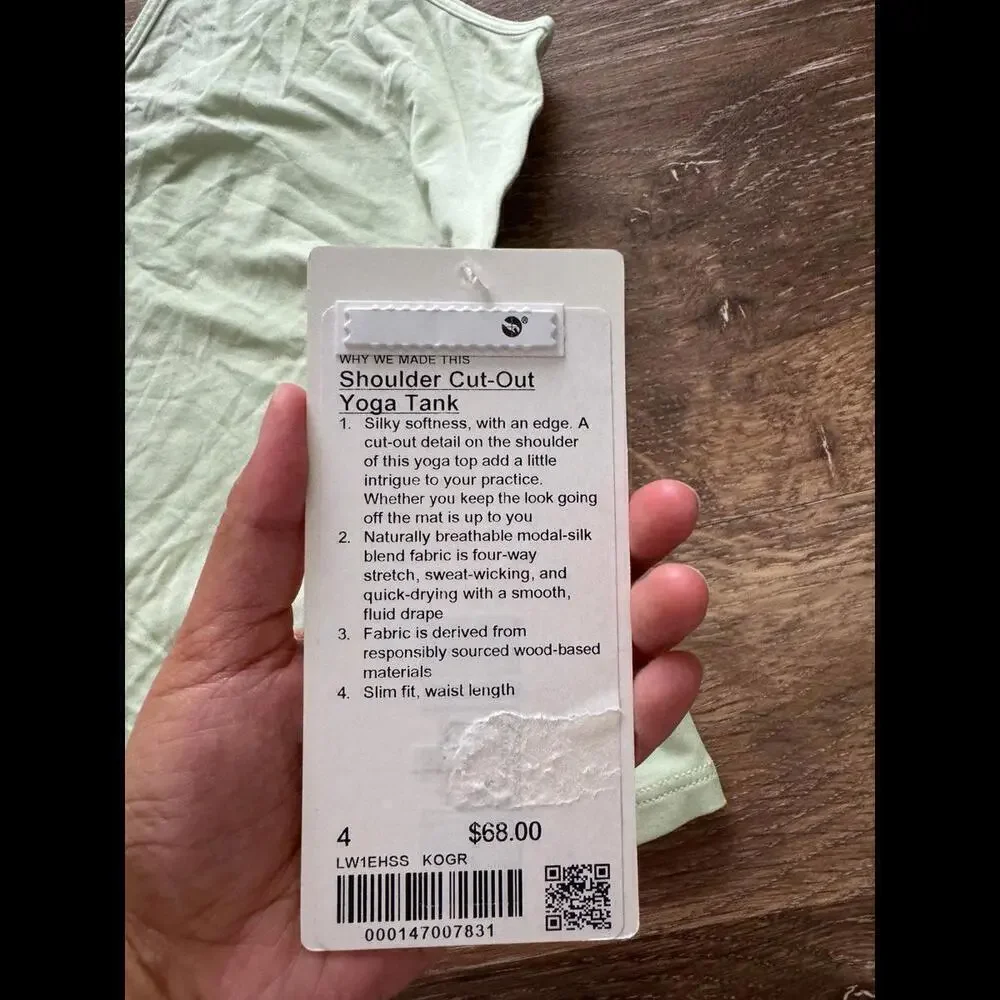 ®
WHY WE MADE THIS
Shoulder Cut-Out
Yoga Tank
1. Silky softness, with an edge. A
cut-out detail on the shoulder
of this yoga top add a little
intrigue to your practice.
Whether you keep the look going
off the mat is up to you
2. Naturally breathable modal-silk
blend fabric is four-way
stretch, sweat-wicking, and
quick-drying with a smooth,
fluid drape
3. Fabric is derived from
responsibly sourced wood-based
materials
4. Slim fit, waist length
4 $68.00
LW1EHSS KOGR
000147007831